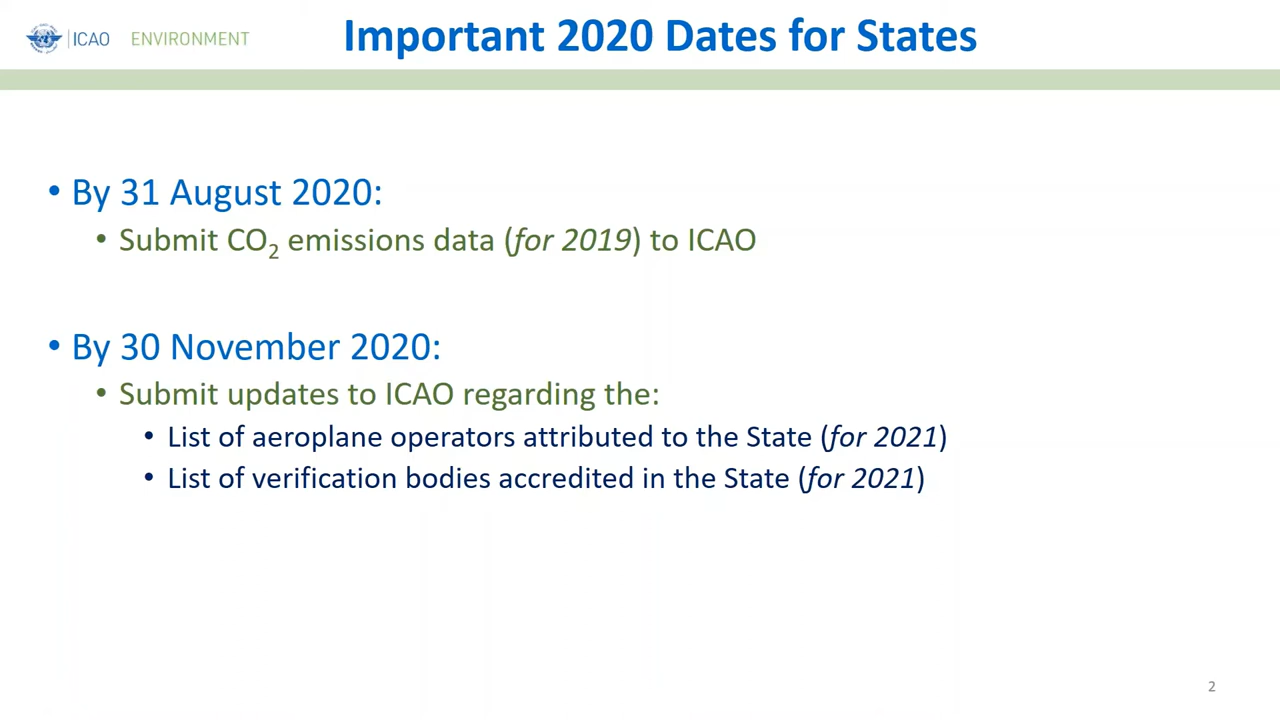 ICAO ENVIRONMENT
Important 2020 Dates for States
• By 31 August 2020:
• Submit CO₂ emissions data (for 2019) to ICAO
• By 30 November 2020:
• Submit updates to ICAO regarding the:
• List of aeroplane operators attributed to the State (for 2021)
• List of verification bodies accredited in the State (for 2021)
2